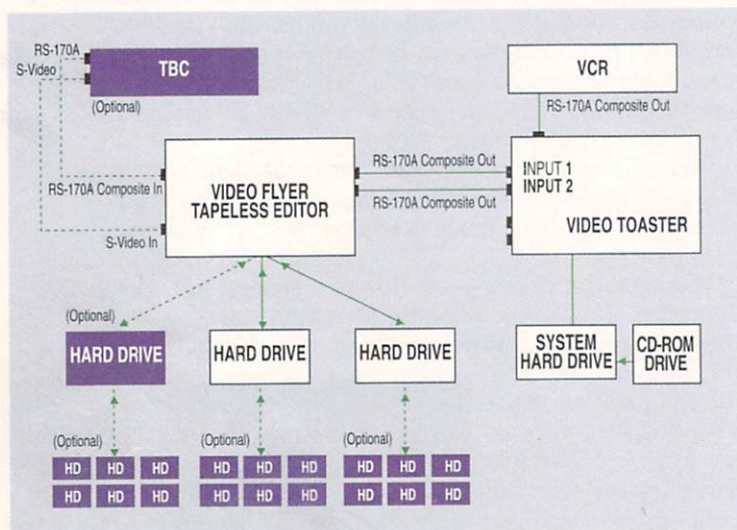 RS-170A
S-Video
TBC
(Optional)
VCR
RS-170A Composite Out
RS-170A Composite In
S-Video In
VIDEO FLYER
TAPELESS EDITOR
RS-170A Composite Out
RS-170A Composite Out
INPUT 1
INPUT 2
VIDEO TOASTER
(Optional)
HARD DRIVE
HARD DRIVE
HARD DRIVE
SYSTEM
HARD DRIVE
CD-ROM
DRIVE
(Optional)
(Optional)
(Optional)
HD HD HD
HD HD HD
HD HD HD
HD HD HD
HD HD HD
HD HD HD